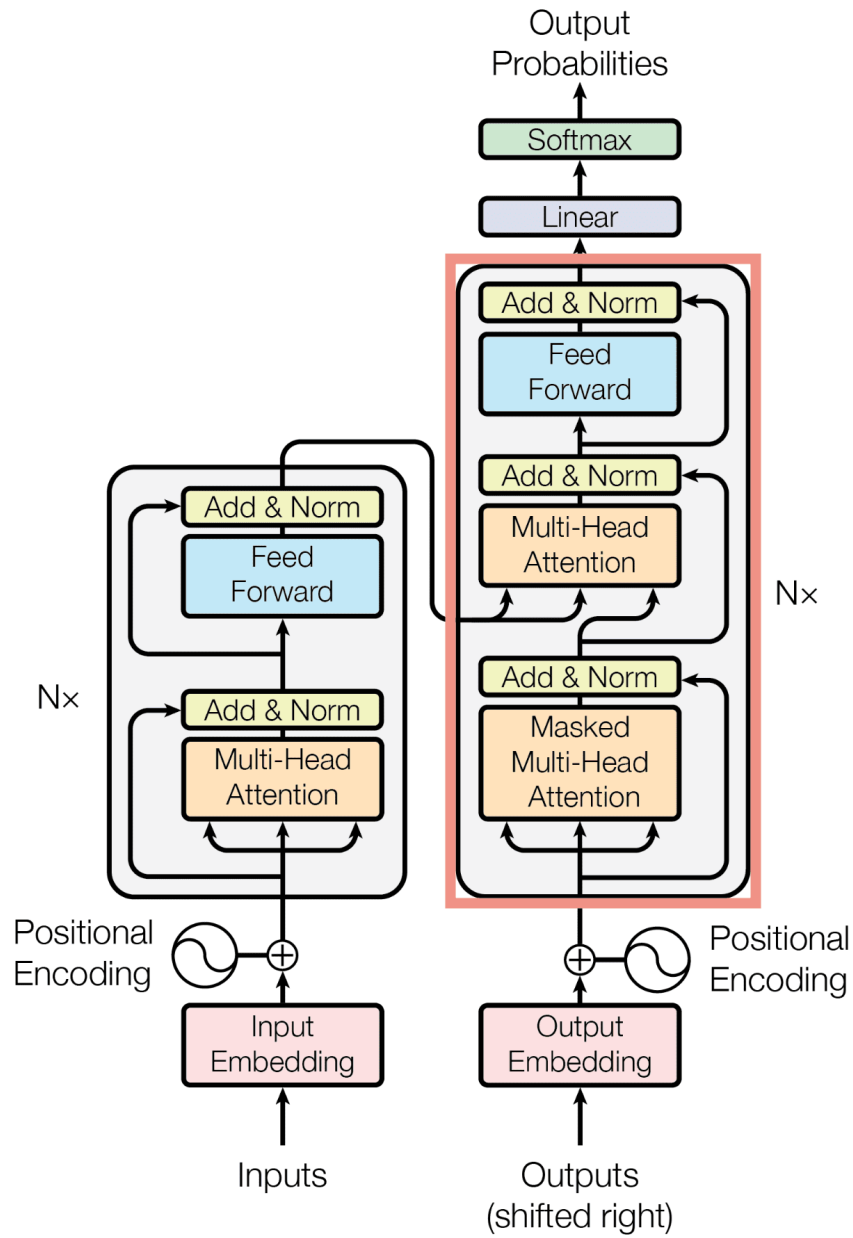 Output
Probabilities
Softmax
Linear
Add & Norm
Feed
Forward
Add & Norm
Multi-Head
Attention
Add & Norm
Masked
Multi-Head
Attention
N×
Add & Norm
Feed
Forward
Add & Norm
Multi-Head
Attention
N×
Positional
Encoding
Positional
Encoding
Input
Embedding
Output
Embedding
Inputs
Outputs
(shifted right)